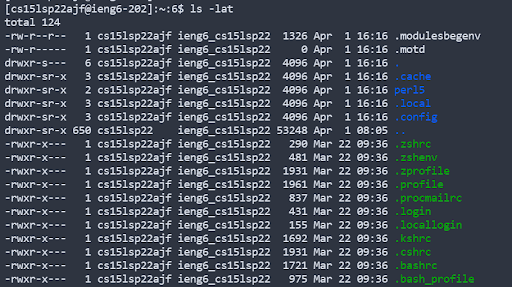 [cs15lsp22ajf@ieng6-202]:~:6$ ls -lat
total 124
-rw-r--r--   1 cs15lsp22ajf ieng6_cs15lsp22  1326 Apr  1 16:16 .modulesbegenv
-rw-r-----   1 cs15lsp22ajf ieng6_cs15lsp22     0 Apr  1 16:16 .motd
drwxr-s---   6 cs15lsp22ajf ieng6_cs15lsp22  4096 Apr  1 16:16 .
drwxr-sr-x   3 cs15lsp22ajf ieng6_cs15lsp22  4096 Apr  1 16:16 .cache
drwxr-sr-x   2 cs15lsp22ajf ieng6_cs15lsp22  4096 Apr  1 16:16 perl5
drwxr-sr-x   3 cs15lsp22ajf ieng6_cs15lsp22  4096 Apr  1 16:16 .local
drwxr-sr-x   3 cs15lsp22ajf ieng6_cs15lsp22  4096 Apr  1 16:16 .config
drwxr-sr-x 650 cs15lsp22    ieng6_cs15lsp22 53248 Apr  1 08:05 ..
-rwxr-x---   1 cs15lsp22ajf ieng6_cs15lsp22   290 Mar 22 09:36 .zshrc
-rwxr-x---   1 cs15lsp22ajf ieng6_cs15lsp22   481 Mar 22 09:36 .zshenv
-rwxr-x---   1 cs15lsp22ajf ieng6_cs15lsp22  1931 Mar 22 09:36 .zprofile
-rwxr-x---   1 cs15lsp22ajf ieng6_cs15lsp22  1961 Mar 22 09:36 .profile
-rwxr-x---   1 cs15lsp22ajf ieng6_cs15lsp22   837 Mar 22 09:36 .procmailrc
-rwxr-x---   1 cs15lsp22ajf ieng6_cs15lsp22   431 Mar 22 09:36 .login
-rwxr-x---   1 cs15lsp22ajf ieng6_cs15lsp22   155 Mar 22 09:36 .locallogin
-rwxr-x---   1 cs15lsp22ajf ieng6_cs15lsp22  1692 Mar 22 09:36 .kshrc
-rwxr-x---   1 cs15lsp22ajf ieng6_cs15lsp22  1931 Mar 22 09:36 .cshrc
-rwxr-x---   1 cs15lsp22ajf ieng6_cs15lsp22  1721 Mar 22 09:36 .bashrc
-rwxr-x---   1 cs15lsp22ajf ieng6_cs15lsp22   975 Mar 22 09:36 .bash_profile